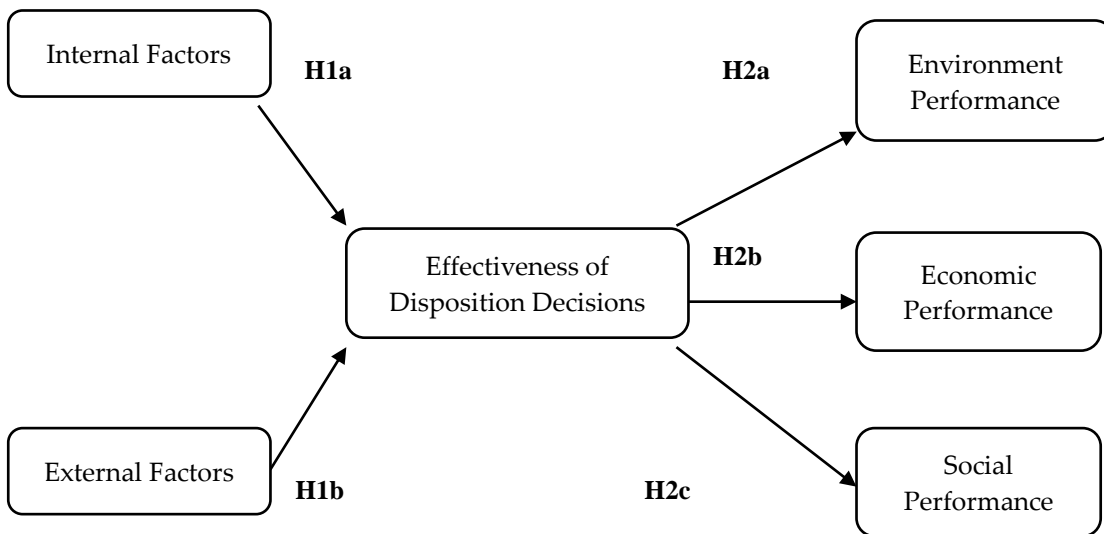 Internal Factors
H1a
H2a
Environment
Performance
Effectiveness of
Disposition Decisions
H2b
Economic
Performance
External Factors
H1b
H2c
Social
Performance